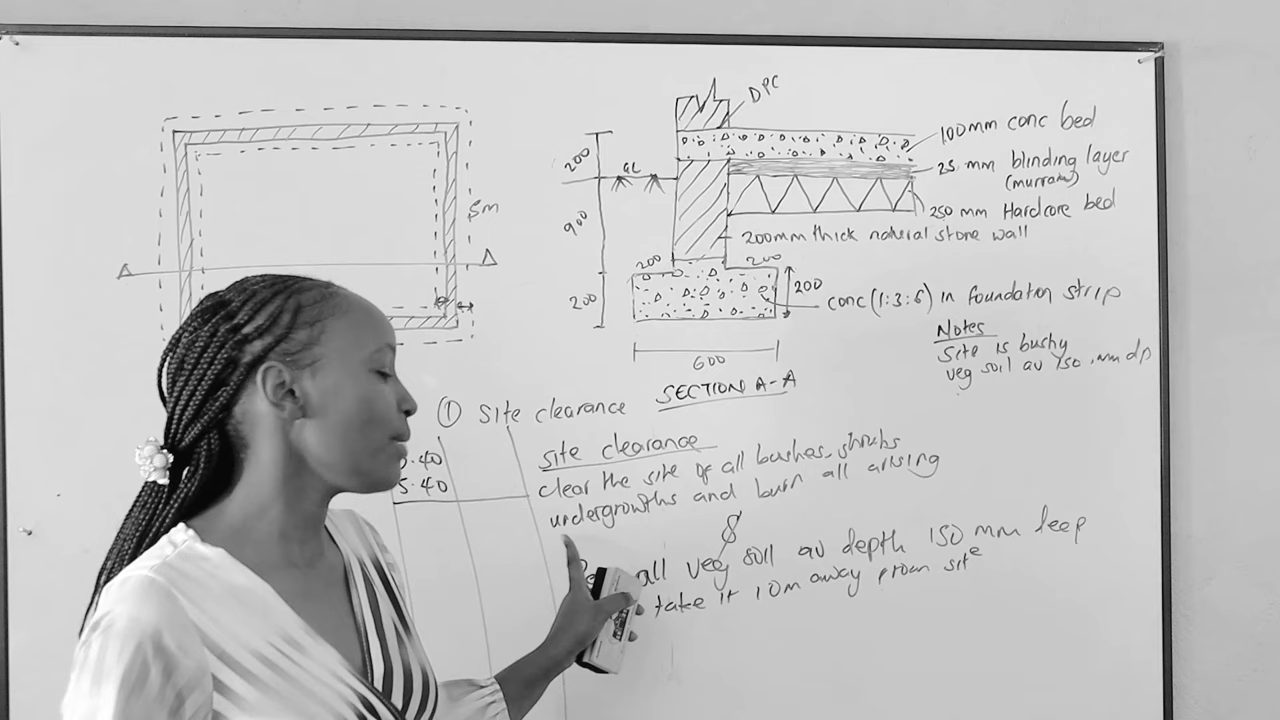 DPC
100mm conc bed
25 mm blinding layer
(murram)
250 mm Hardcore bed
200mm thick natural stone wall
200
GL
900
200
200
200
200
conc (1:3:6) in foundation strip
600
SECTION A-A
5m
A
A
Notes
Site is bushy
veg soil av 150 mm dp
① Site clearance
.40
5.40
site clearance
clear the site of all bushes, shrubs
undergrowths and burn all arising
&
all veg soil av depth 150 mm deep
take it 10m away from site